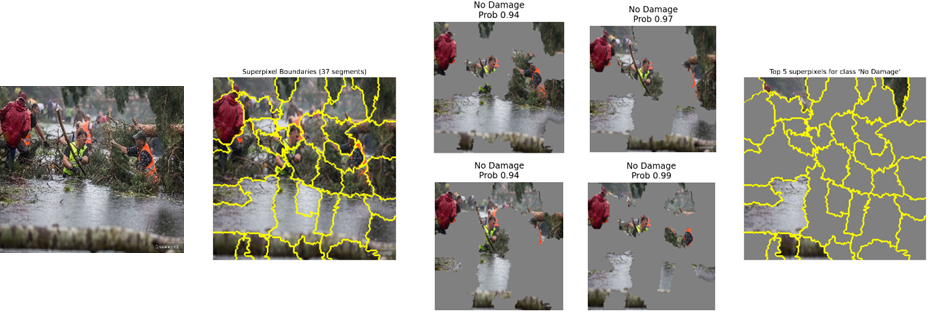 No Damage
Prob 0.94
No Damage
Prob 0.97
Superpixel Boundaries (37 segments)
Top 5 superpixels for class 'No Damage'
No Damage
Prob 0.94
No Damage
Prob 0.99